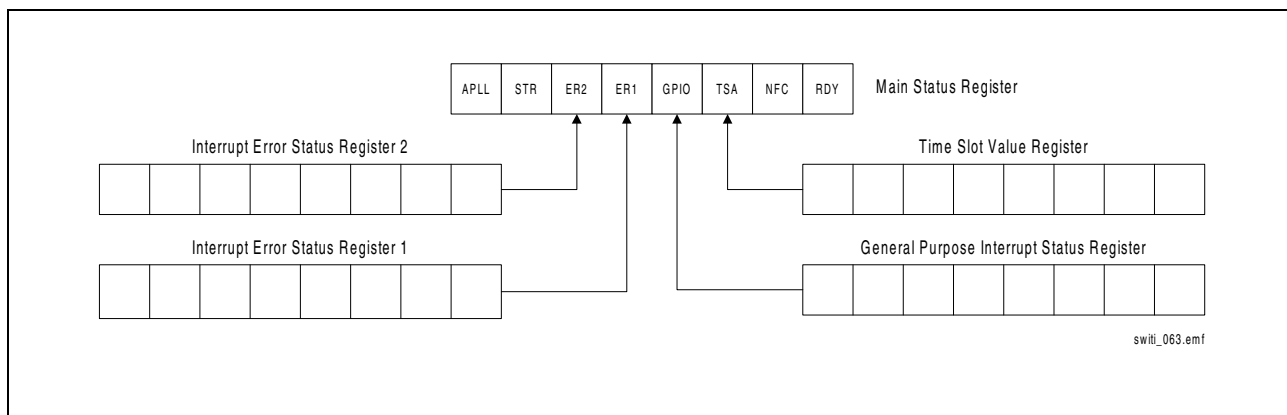 APLL STR ER2 ER1 GPIO TSA NFC RDY Main Status Register
Interrupt Error Status Register 2
Time Slot Value Register
Interrupt Error Status Register 1
General Purpose Interrupt Status Register
switi_063.emf